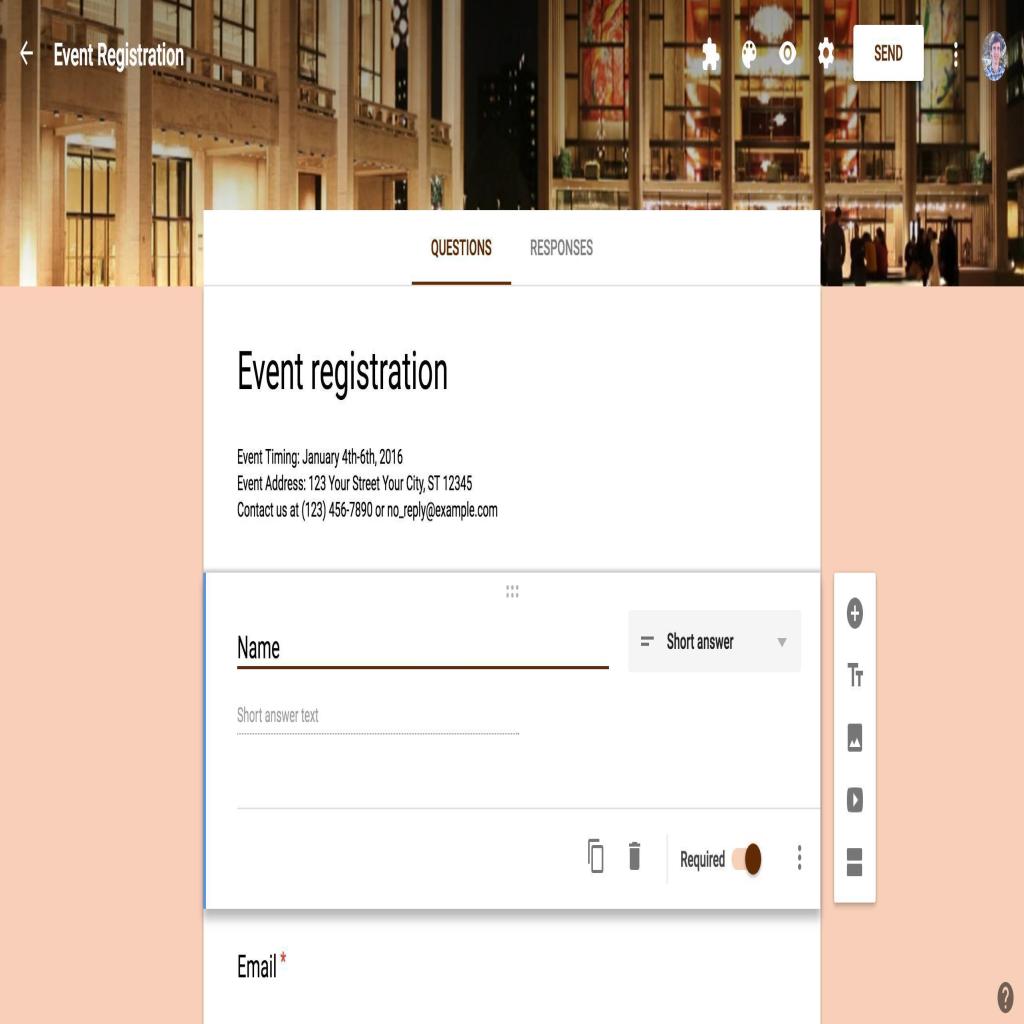 Event Registration
SEND
QUESTIONS RESPONSES
Event registration
Event Timing: January 4th-6th, 2016
Event Address: 123 Your Street Your City, ST 12345
Contact us at (123) 456-7890 or no_reply@example.com
Name
Short answer
Short answer text
Required
Email *